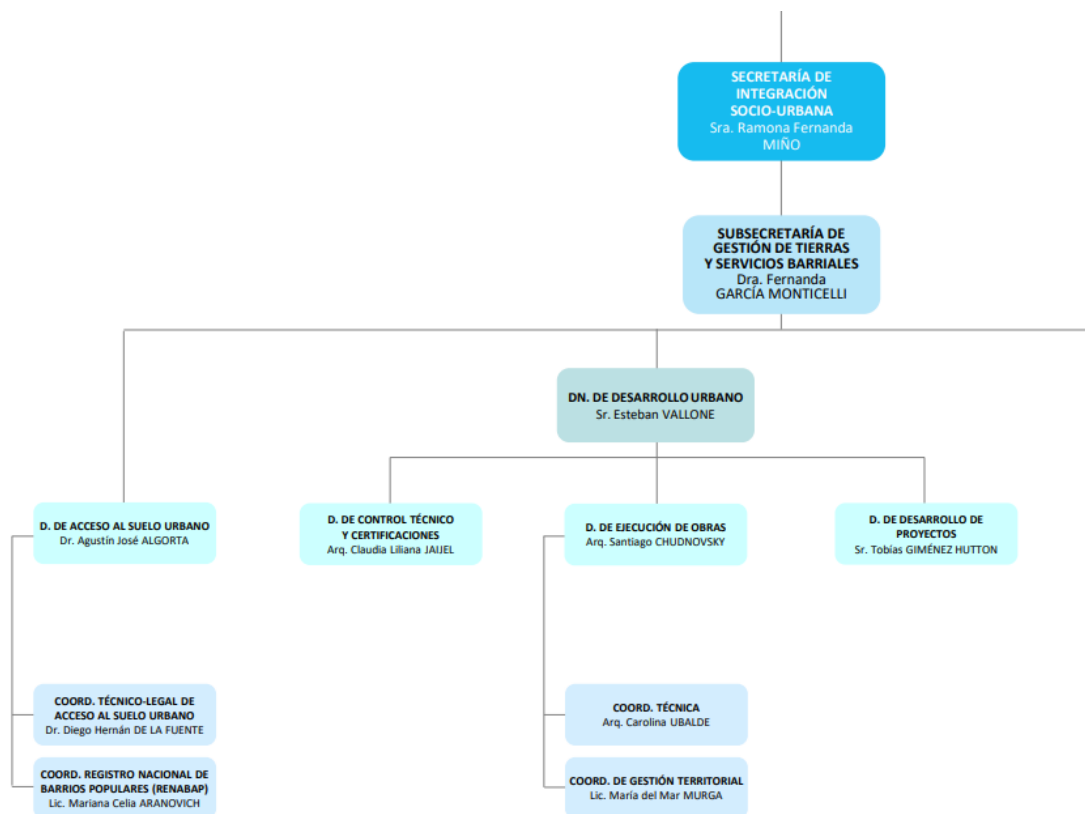 SECRETARÍA DE
INTEGRACIÓN
SOCIO-URBANA
Sra. Ramona Fernanda
MIÑO
SUBSECRETARÍA DE
GESTIÓN DE TIERRAS
Y SERVICIOS BARRIALES
Dra. Fernanda
GARCÍA MONTICELLI
DN. DE DESARROLLO URBANO
Sr. Esteban VALLONE
D. DE ACCESO AL SUELO URBANO
Dr. Agustín José ALGORTA
D. DE CONTROL TÉCNICO
Y CERTIFICACIONES
Arq. Claudia Liliana JAIJEL
D. DE EJECUCIÓN DE OBRAS
Arq. Santiago CHUDNOVSKY
D. DE DESARROLLO DE
PROYECTOS
Sr. Tobías GIMÉNEZ HUTTON
COORD. TÉCNICO-LEGAL DE
ACCESO AL SUELO URBANO
Dr. Diego Hernán DE LA FUENTE
COORD. TÉCNICA
Arq. Carolina UBALDE
COORD. REGISTRO NACIONAL DE
BARRIOS POPULARES (RENABAP)
Lic. Mariana Celia ARANOVICH
COORD. DE GESTIÓN TERRITORIAL
Lic. María del Mar MURGA